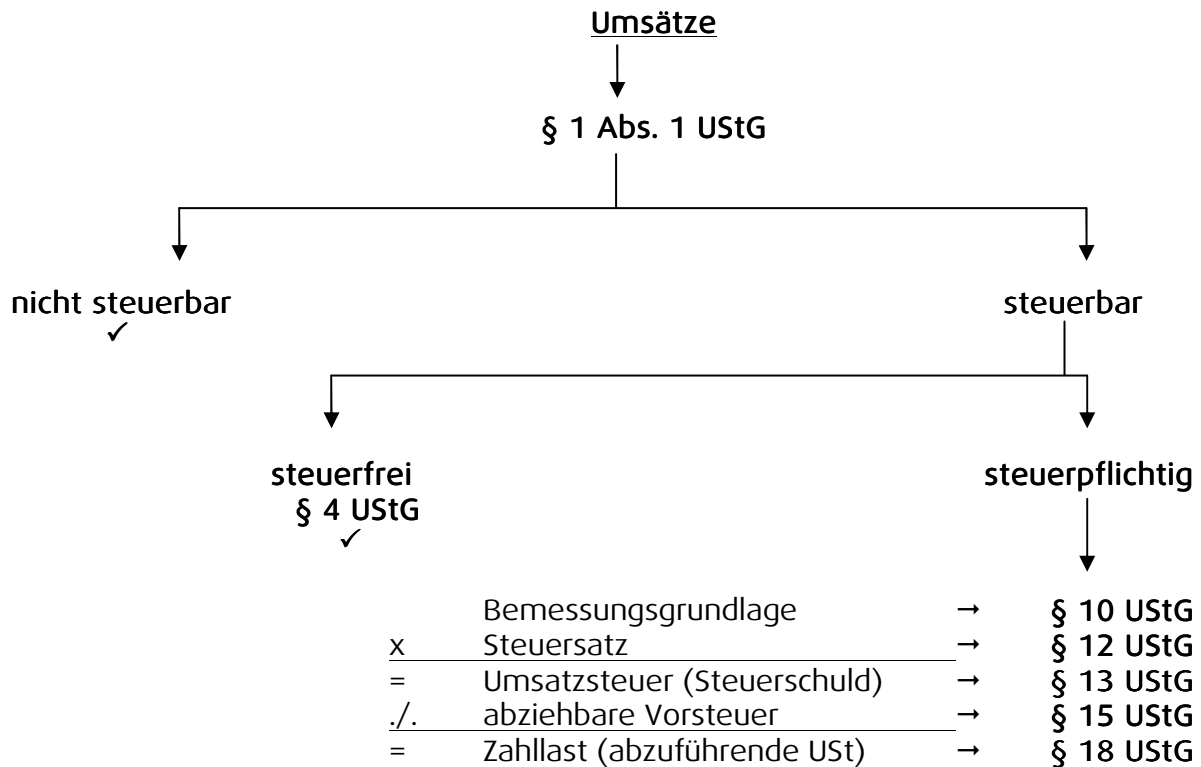 Umsätze
§ 1 Abs. 1 UStG
nicht steuerbar
✓
steuerbar
steuerfrei
§ 4 UStG
✓
steuerpflichtig
Bemessungsgrundlage → § 10 UStG
x Steuersatz → § 12 UStG
= Umsatzsteuer (Steuerschuld) → § 13 UStG
./. abziehbare Vorsteuer → § 15 UStG
= Zahllast (abzuführende USt) → § 18 UStG